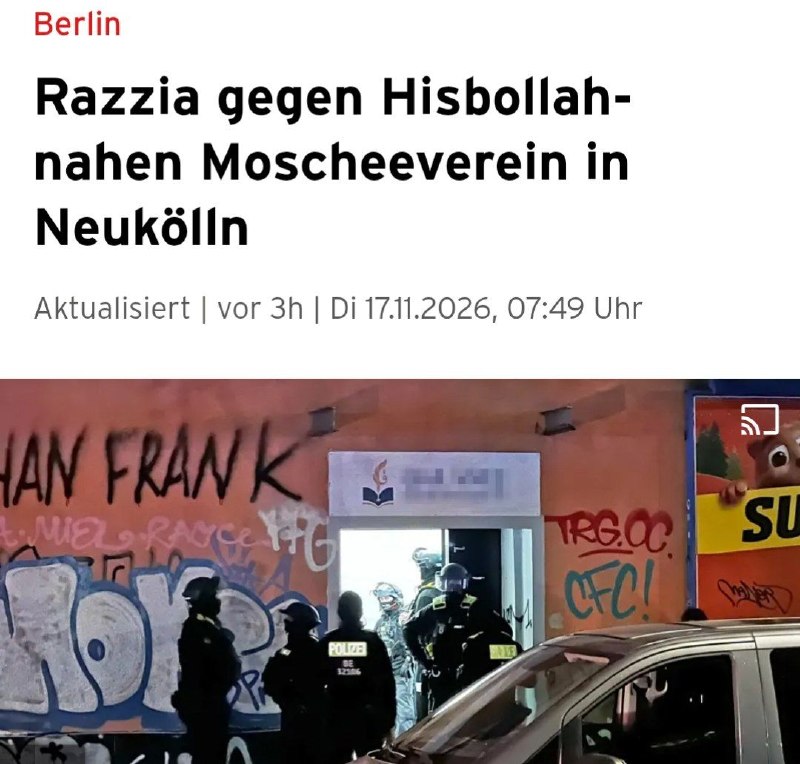 Berlin
Razzia gegen Hisbollah-
nahen Moscheeverein in
Neukölln
Aktualisiert | vor 3h | Di 17.11.2026, 07:49 Uhr
HAN FRANK
TRG.OC.
CFC!
SU
POLIZEI
BE